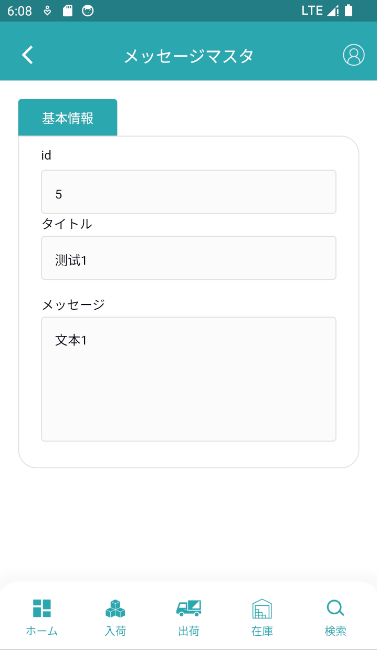 6:08
LTE
メッセージマスタ
基本情報
id
5
タイトル
测试1
メッセージ
文本1
ホーム
入荷
出荷
在庫
検索